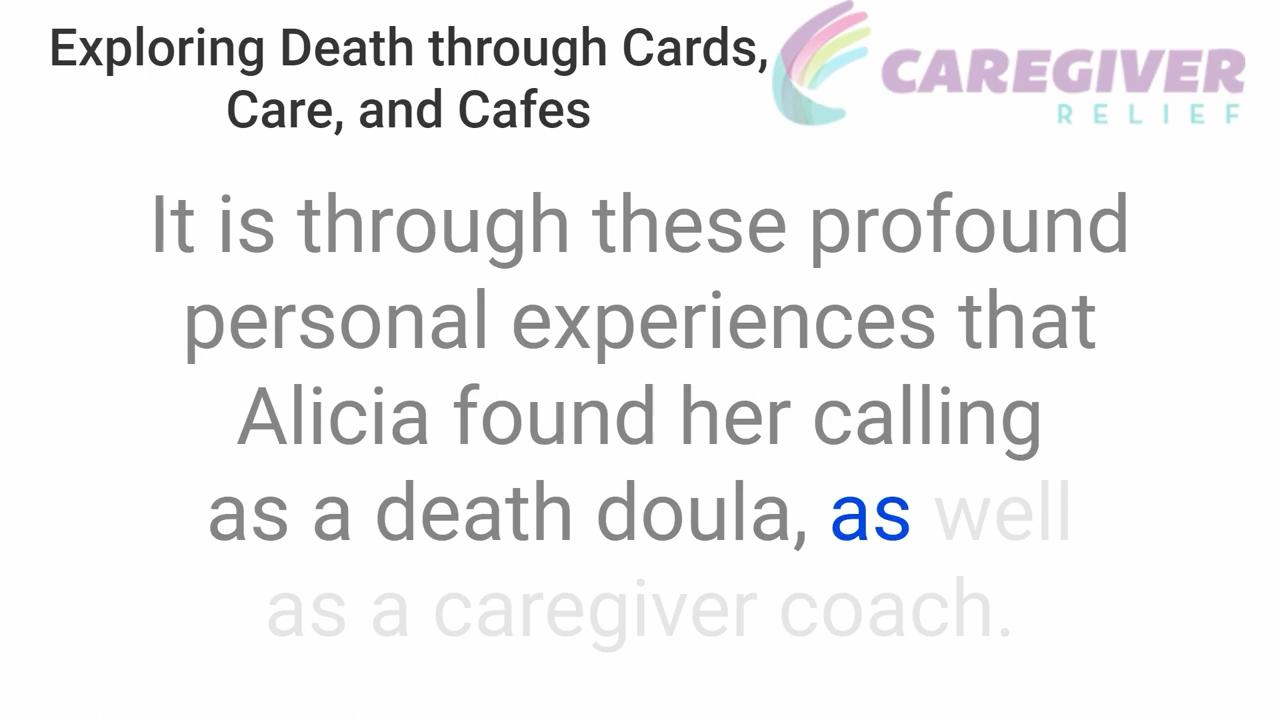 Exploring Death through Cards,
Care, and Cafes
CAREGIVER
RELIEF
It is through these profound
personal experiences that
Alicia found her calling
as a death doula, as well
as a caregiver coach.